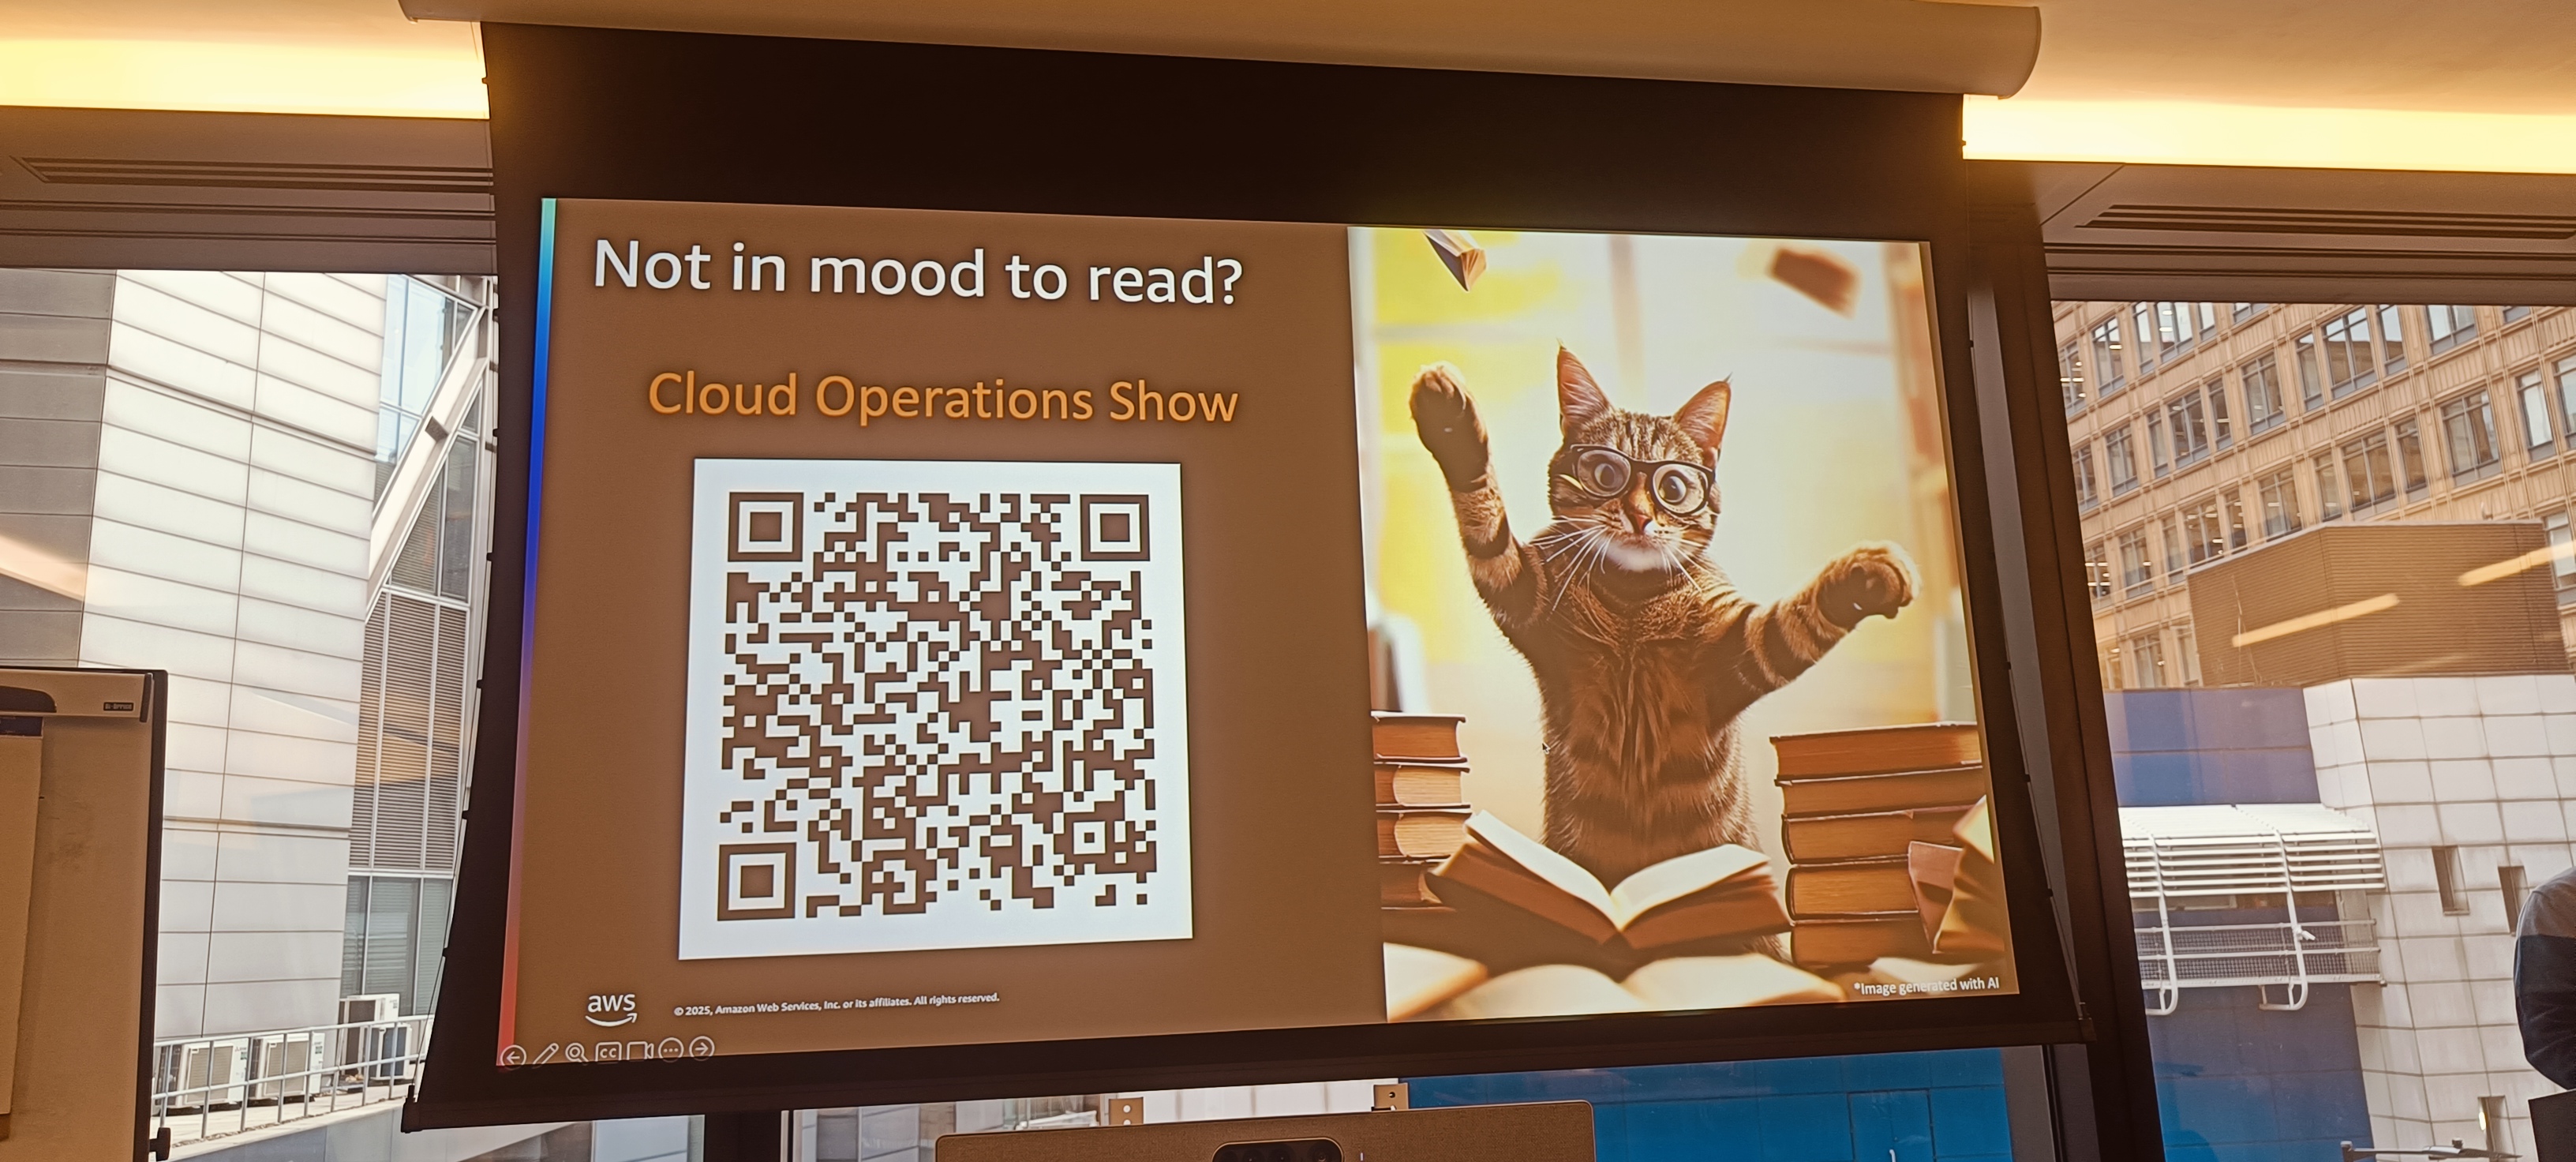 Not in mood to read?
Cloud Operations Show
aws
© 2025, Amazon Web Services, Inc. or its affiliates. All rights reserved.
*Image generated with AI
CC